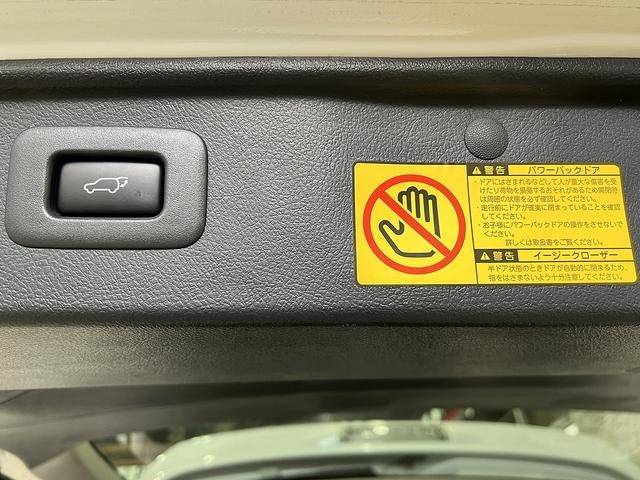 警告 パワーバックドア
・ドアにはさまれるなどして人が重大な傷害を受
けたり荷物を損傷するおそれがあるため開閉時
は周囲の状態を必ず確認してください。
・走行前にドアが確実に閉まっていることを確認
してください。
・お子様にパワーバックドアの操作をさせないで
ください。
詳しくは取扱書をご覧ください。
警告 イージークローザー
半ドア状態のときドアが自動的に閉まるため、
指をはさまないよう十分注意してください。